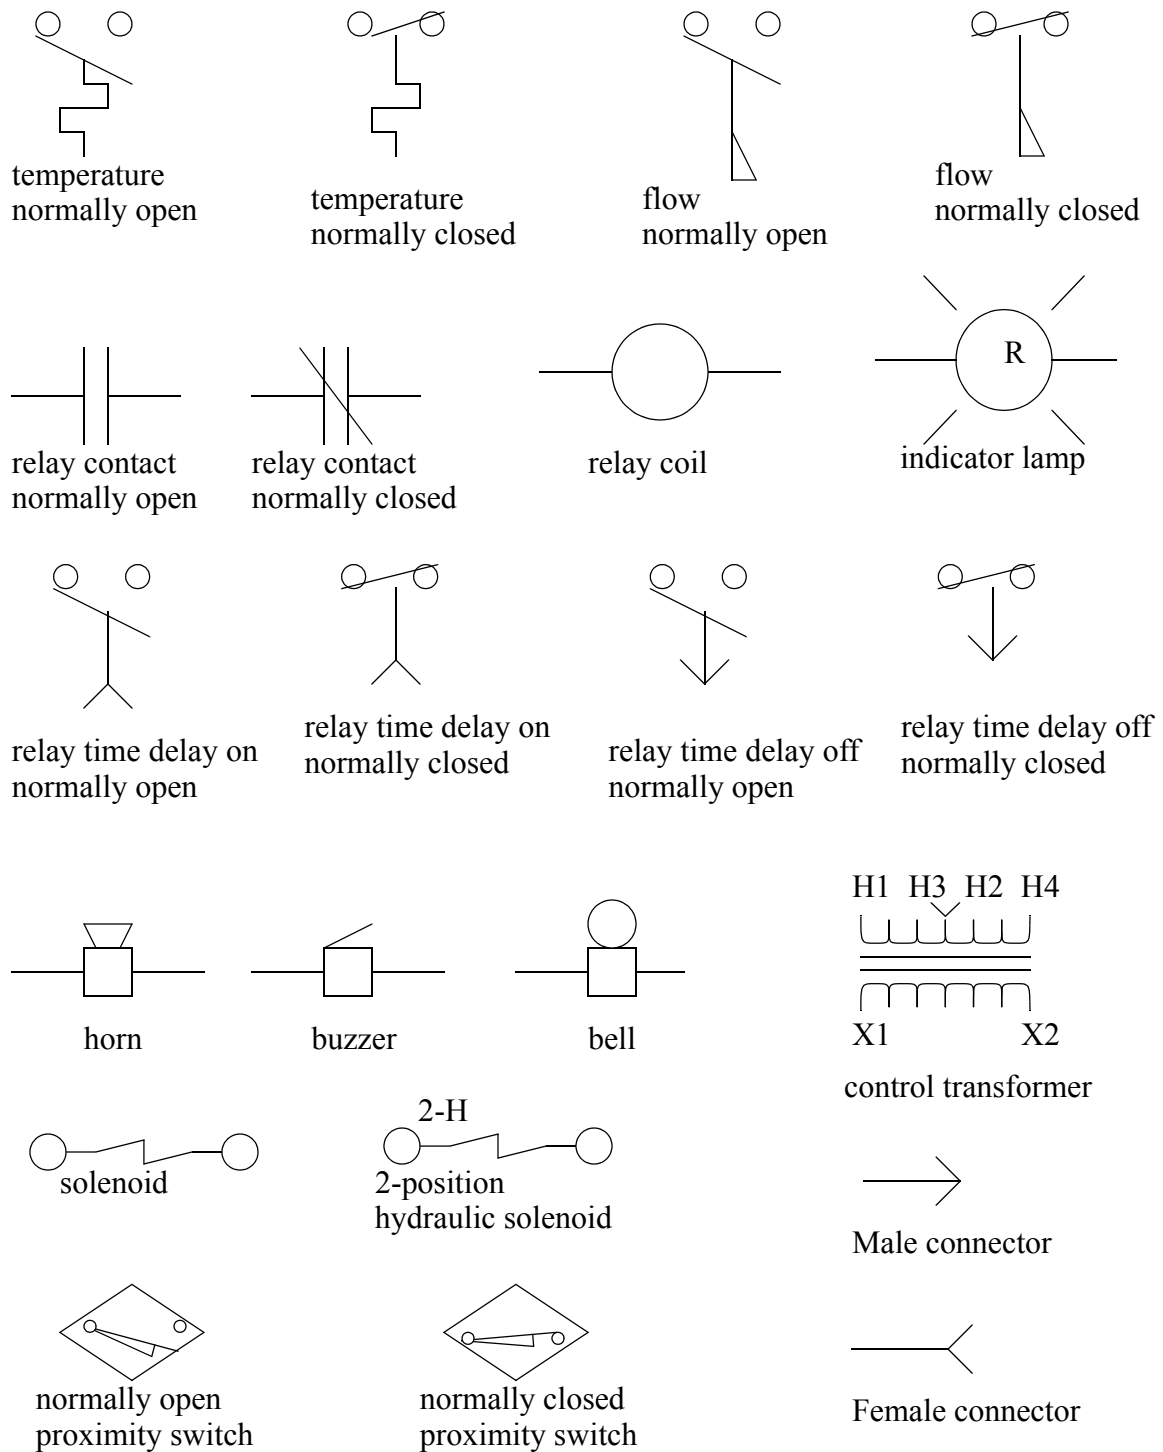 temperature
normally open
temperature
normally closed
flow
normally open
flow
normally closed
relay contact
normally open
relay contact
normally closed
relay coil
R
indicator lamp
relay time delay on
normally open
relay time delay on
normally closed
relay time delay off
normally open
relay time delay off
normally closed
horn
buzzer
bell
H1 H3 H2 H4
X1 X2
control transformer
solenoid
2-H
2-position
hydraulic solenoid
Male connector
normally open
proximity switch
normally closed
proximity switch
Female connector